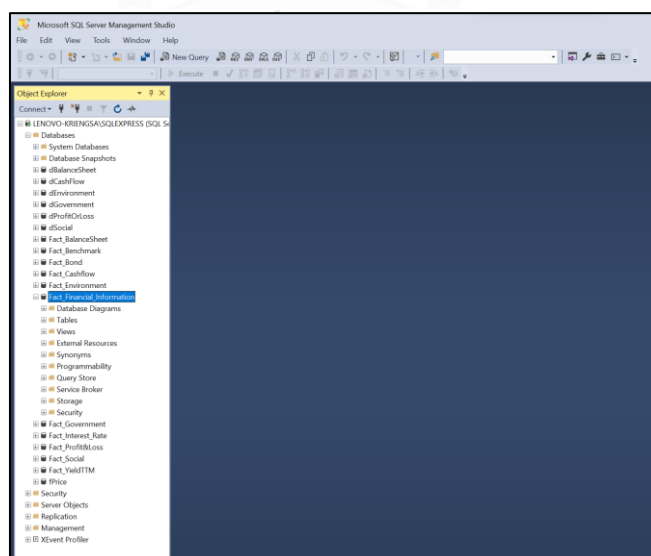 Microsoft SQL Server Management Studio
File Edit View Tools Window Help
New Query
Execute
Object Explorer
Connect
LENOVO-KRIENGSA\SQLEXPRESS (SQL Se
Databases
System Databases
Database Snapshots
dBalanceSheet
dCashFlow
dEnvironment
dGovernment
dProfitOrLoss
dSocial
Fact_BalanceSheet
Fact_Benchmark
Fact_Bond
Fact_Cashflow
Fact_Environment
Fact_Financial_Information
Database Diagrams
Tables
Views
External Resources
Synonyms
Programmability
Query Store
Service Broker
Storage
Security
Fact_Government
Fact_Interest_Rate
Fact_Profit&Loss
Fact_Social
Fact_YieldTTM
fPrice
Security
Server Objects
Replication
Management
XEvent Profiler